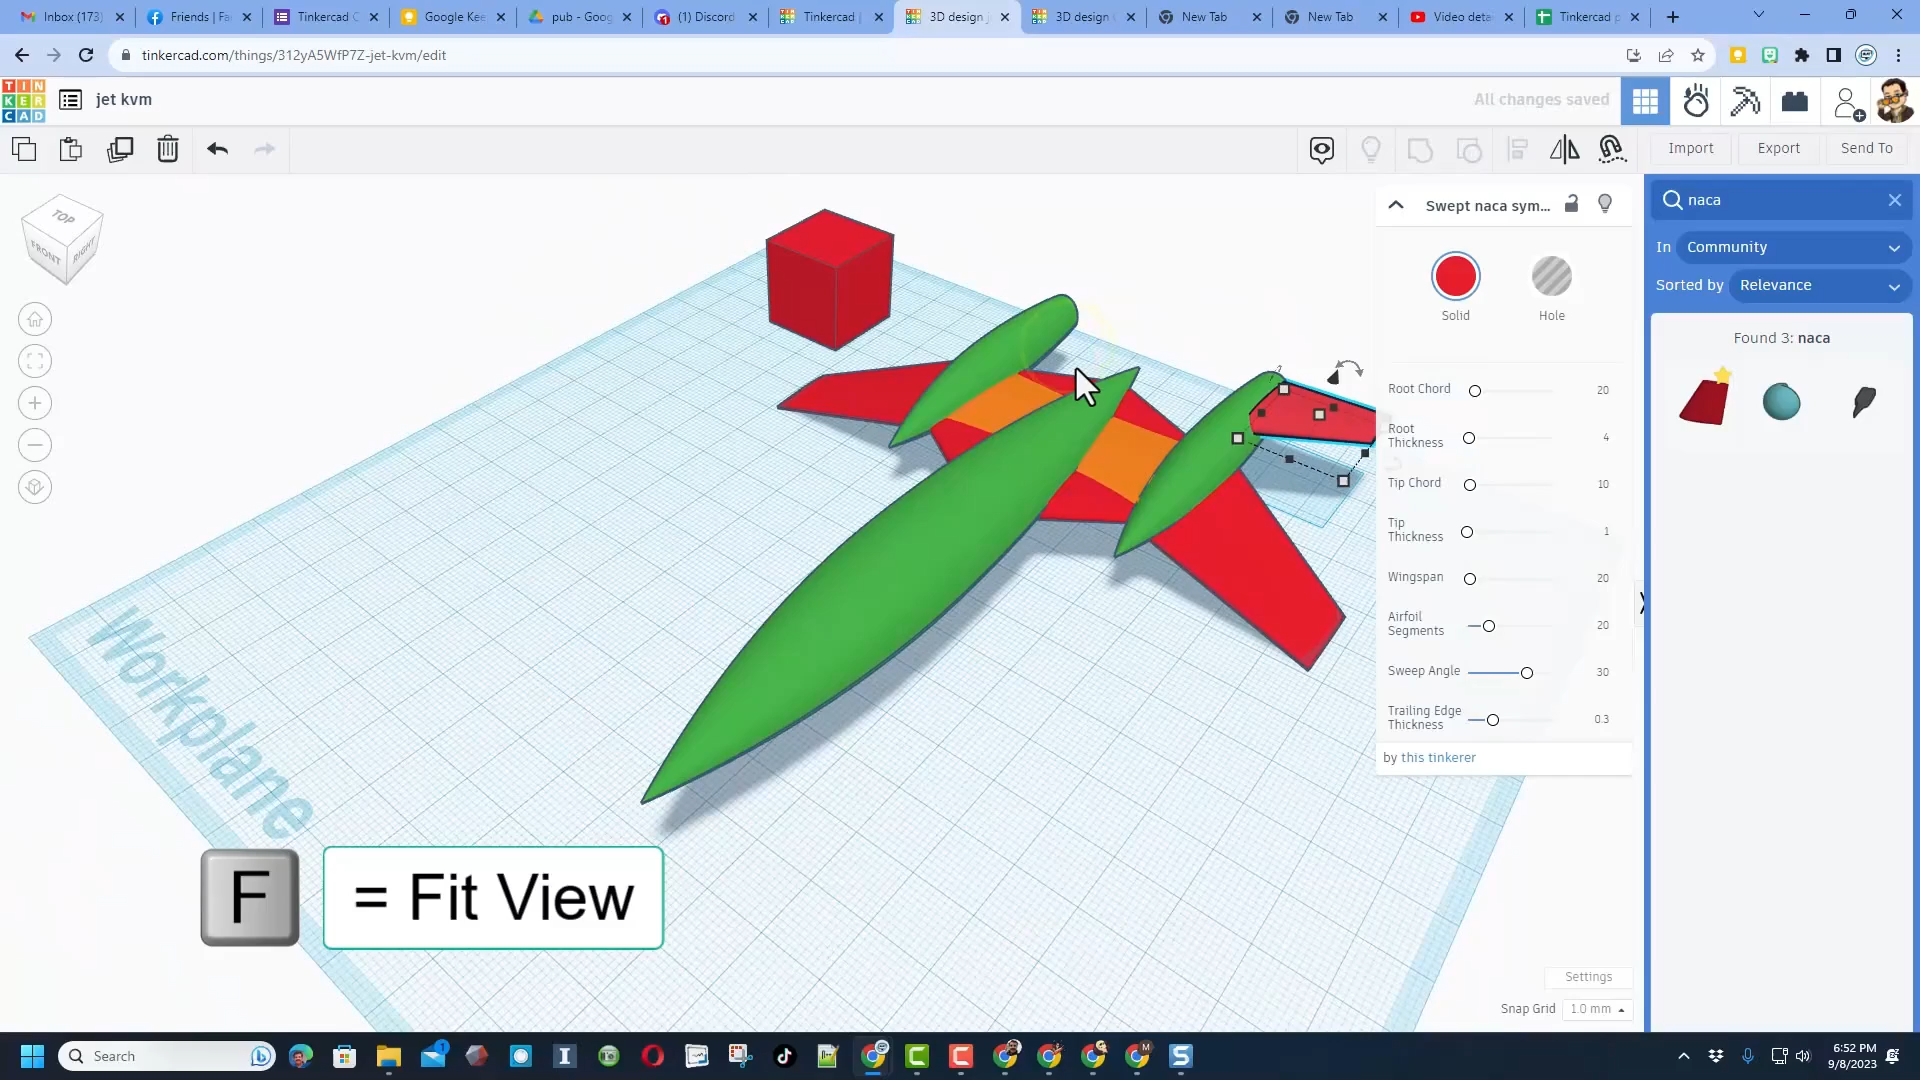 Inbox (173)
Friends | Fa
Tinkercad C
Google Kee
pub - Goog
(1) Discord
Tinkercad |
3D design j
3D design
New Tab
New Tab
Video deta
Tinkercad p
tinkercad.com/things/312yA5WfP7Z-jet-kvm/edit
TIN
KER
CAD
jet kvm
All changes saved
Import
Export
Send To
TOP
FRONT
RIGHT
Swept naca sym...
Solid
Hole
Root Chord
20
Root
Thickness
4
Tip Chord
10
Tip
Thickness
1
Wingspan
20
Airfoil
Segments
20
Sweep Angle
30
Trailing Edge
Thickness
0.3
by this tinkerer
naca
In Community
Sorted by Relevance
Found 3: naca
Workplane
F
= Fit View
Settings
Snap Grid 1.0 mm
Search
6:52 PM
9/8/2023